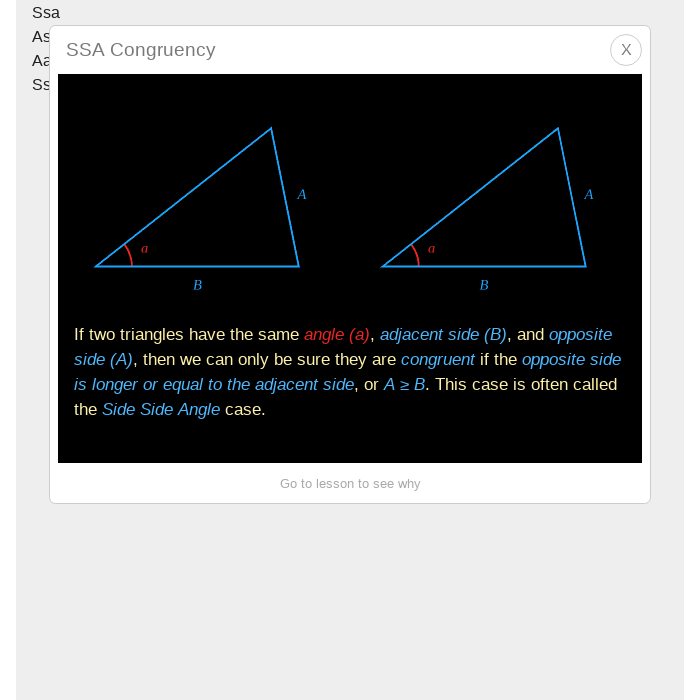 Ssa
As
SSA Congruency
X
Aa
Ss
A
A
a
a
B
B
If two triangles have the same angle (a), adjacent side (B), and opposite
side (A), then we can only be sure they are congruent if the opposite side
is longer or equal to the adjacent side, or A ≥ B. This case is often called
the Side Side Angle case.
Go to lesson to see why